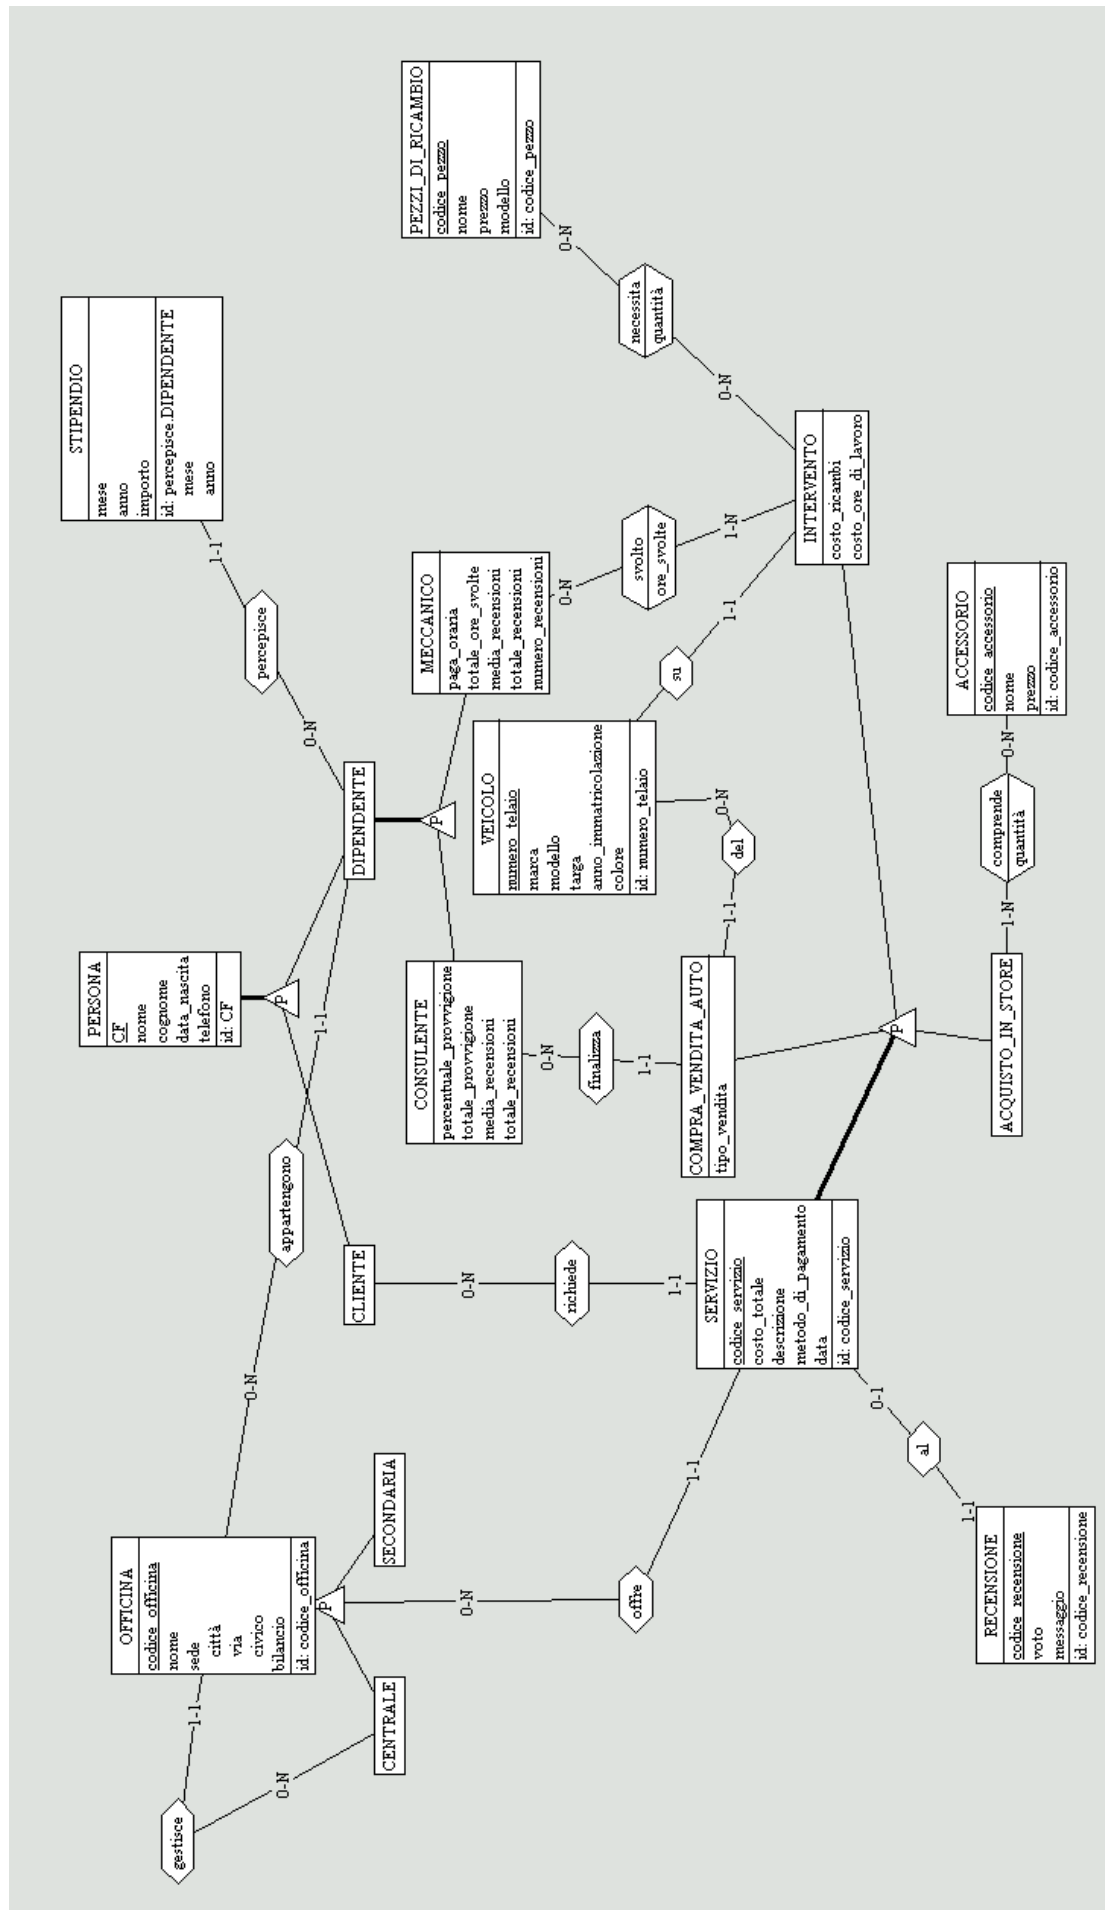 OFFICINA
codice_officina
nome
sede
città
via
civico
bilancio
id: codice_officina
gestisce
1-1
0-N
CENTRALE
P
SECONDARIA
0-N
appartengono
1-1
PERSONA
CF
nome
cognome
data_nascita
telefono
id: CF
P
CLIENTE
DIPENDENTE
0-N
percepisce
1-1
STIPENDIO
mese
anno
importo
id: percepisce.DIPENDENTE
mese
anno
P
CONSULENTE
percentuale_provvigione
totale_provvigione
media_recensioni
totale_recensioni
MECCANICO
paga_oraria
totale_ore_svolte
media_recensioni
totale_recensioni
numero_recensioni
PEZZI_DI_RICAMBIO
codice_pezzo
nome
prezzo
modello
id: codice_pezzo
0-N
necessita
quantità
0-N
0-N
svolto
ore_svolte
1-N
VEICOLO
numero_telaio
marca
modello
targa
anno_immatricolazione
colore
id: numero_telaio
su
1-1
0-N
del
1-1
0-N
finalizza
1-1
0-N
richiede
1-1
0-N
offre
1-1
SERVIZIO
codice_servizio
costo_totale
descrizione
metodo_di_pagamento
data
id: codice_servizio
COMPRA_VENDITA_AUTO
tipo_vendita
INTERVENTO
costo_ricambi
costo_ore_di_lavoro
P
0-1
al
1-1
RECENSIONE
codice_recensione
voto
messaggio
id: codice_recensione
ACQUISTO_IN_STORE
1-N
comprende
quantità
0-N
ACCESSORIO
codice_accessorio
nome
prezzo
id: codice_accessorio